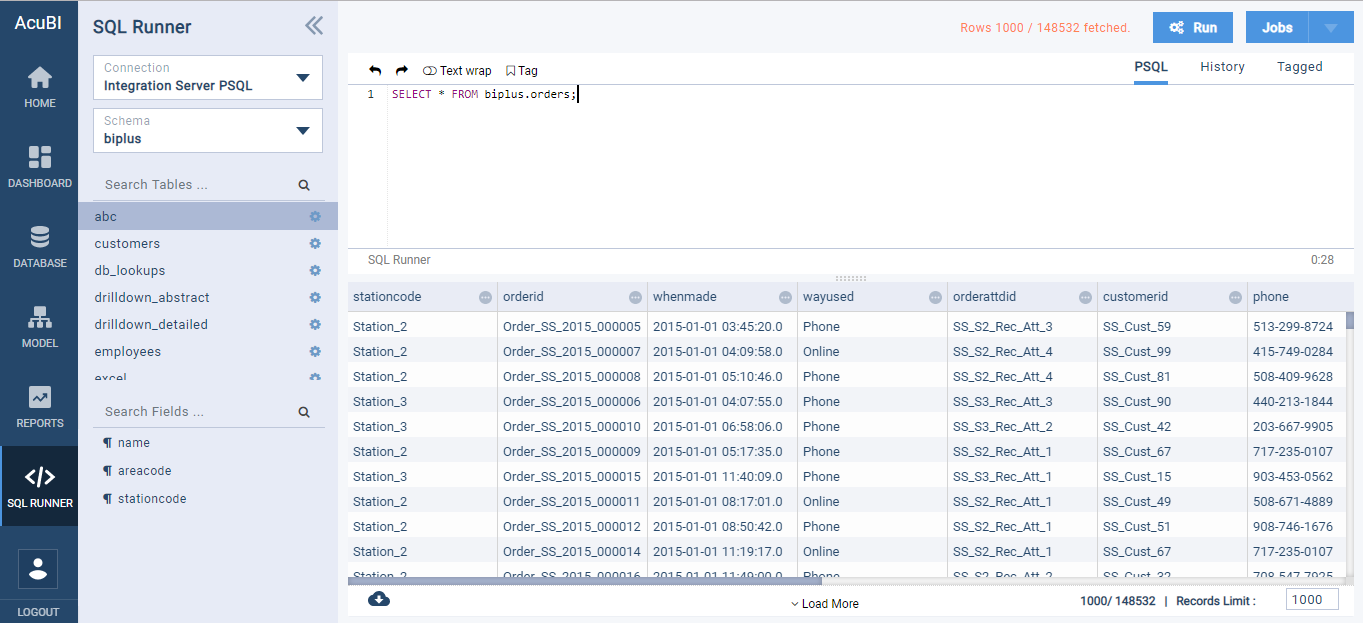 AcuBI
HOME
DASHBOARD
DATABASE
MODEL
REPORTS
SQL RUNNER
LOGOUT
SQL Runner
Connection
Integration Server PSQL
Schema
biplus
Search Tables ...
abc
customers
db_lookups
drilldown_abstract
drilldown_detailed
employees
excel
Search Fields ...
name
areacode
stationcode
Rows 1000 / 148532 fetched.
Run
Jobs
Text wrap
Tag
PSQL
History
Tagged
1 SELECT * FROM biplus.orders;
SQL Runner 0:28
stationcode orderid whenmade wayused orderattdid customerid phone
Station_2 Order_SS_2015_000005 2015-01-01 03:45:20.0 Phone SS_S2_Rec_Att_3 SS_Cust_59 513-299-8724
Station_2 Order_SS_2015_000007 2015-01-01 04:09:58.0 Online SS_S2_Rec_Att_4 SS_Cust_99 415-749-0284
Station_2 Order_SS_2015_000008 2015-01-01 05:10:46.0 Phone SS_S2_Rec_Att_4 SS_Cust_81 508-409-9628
Station_3 Order_SS_2015_000006 2015-01-01 04:07:55.0 Phone SS_S3_Rec_Att_3 SS_Cust_90 440-213-1844
Station_3 Order_SS_2015_000010 2015-01-01 06:58:06.0 Phone SS_S3_Rec_Att_2 SS_Cust_42 203-667-9905
Station_2 Order_SS_2015_000009 2015-01-01 05:17:35.0 Phone SS_S2_Rec_Att_1 SS_Cust_67 717-235-0107
Station_3 Order_SS_2015_000015 2015-01-01 11:40:09.0 Phone SS_S3_Rec_Att_1 SS_Cust_15 903-453-0562
Station_2 Order_SS_2015_000011 2015-01-01 08:17:01.0 Online SS_S2_Rec_Att_1 SS_Cust_49 508-671-4889
Station_2 Order_SS_2015_000012 2015-01-01 08:50:42.0 Phone SS_S2_Rec_Att_1 SS_Cust_51 908-746-1676
Station_2 Order_SS_2015_000014 2015-01-01 11:19:17.0 Online SS_S2_Rec_Att_1 SS_Cust_67 717-235-0107
Station_2 Order_SS_2015_000016 2015-01-01 11:49:00.0 Phone SS_S2_Rec_Att_2 SS_Cust_32 708-547-7925
Load More
1000/ 148532 | Records Limit : 1000